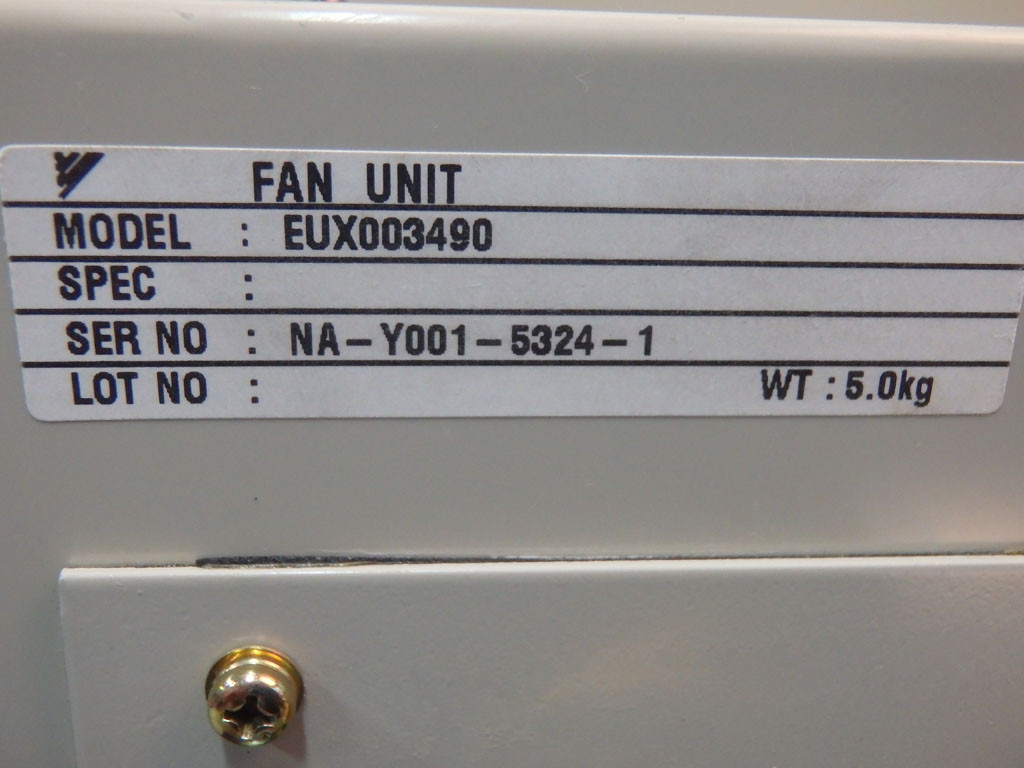 FAN UNIT
MODEL : EUX003490
SPEC :
SER NO : NA-Y001-5324-1
LOT NO : WT : 5.0kg